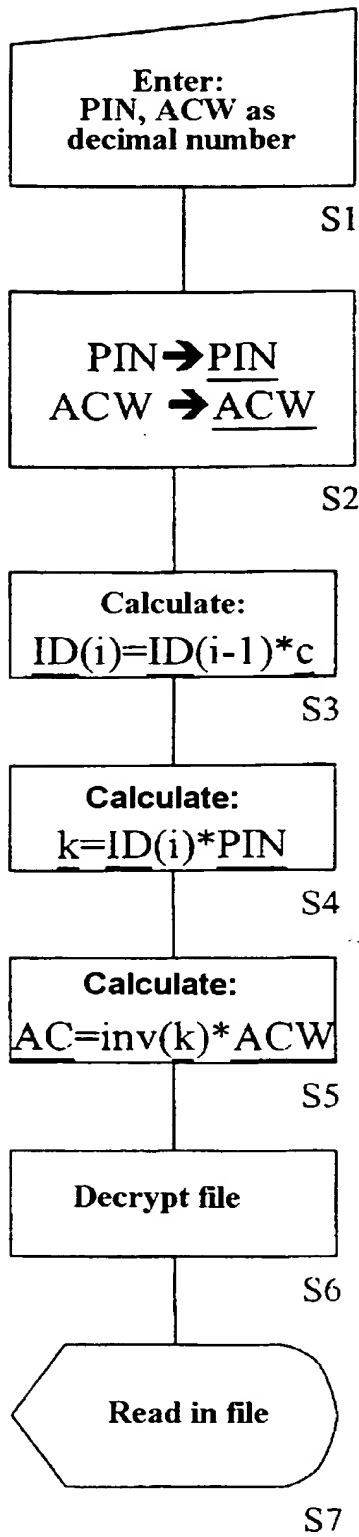 Enter:
PIN, ACW as
decimal number
S1
PIN➔PIN
ACW ➔ACW
S2
Calculate:
ID(i)=ID(i-1)*c
S3
Calculate:
k=ID(i)*PIN
S4
Calculate:
AC=inv(k)*ACW
S5
Decrypt file
S6
Read in file
S7